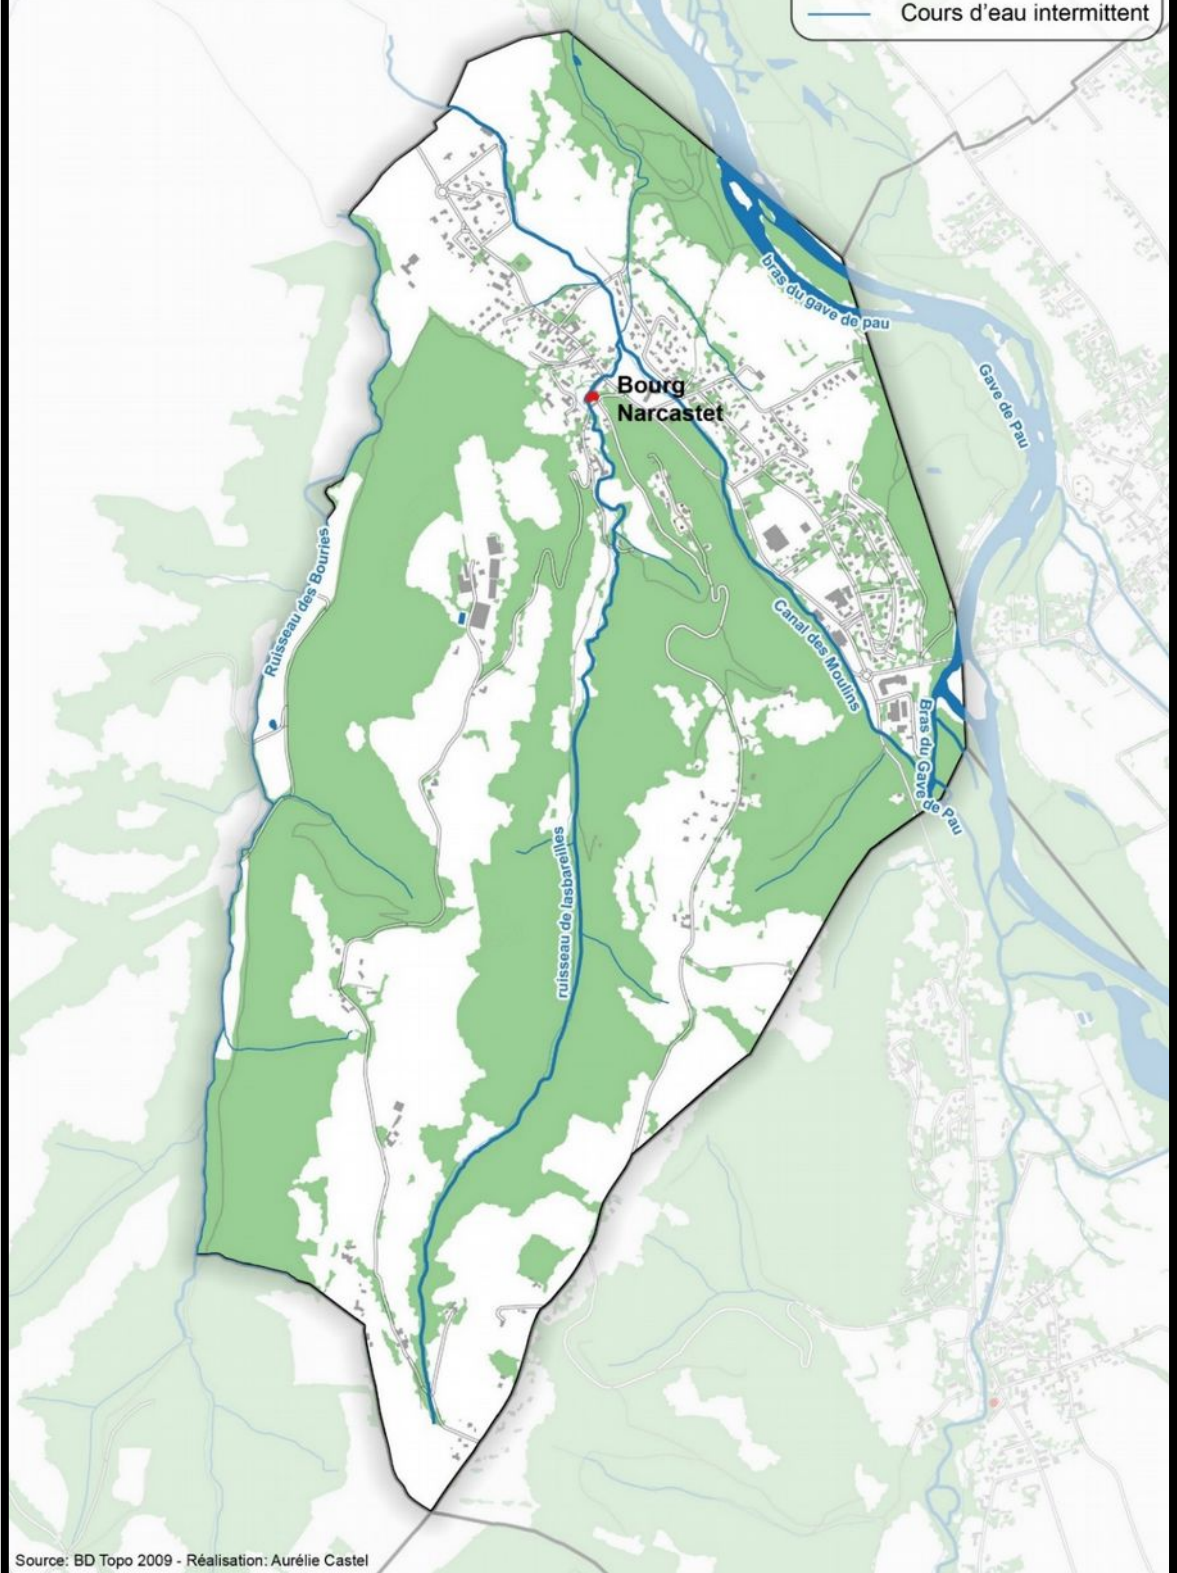 Cours d'eau intermittent
bras du gave de pau
Gave de Pau
Bourg
Narcastet
Ruisseau des Bouries
Canal des Moulins
Bras du Gave de Pau
ruisseau de lasbareilles
Source: BD Topo 2009 - Réalisation: Aurélie Castel